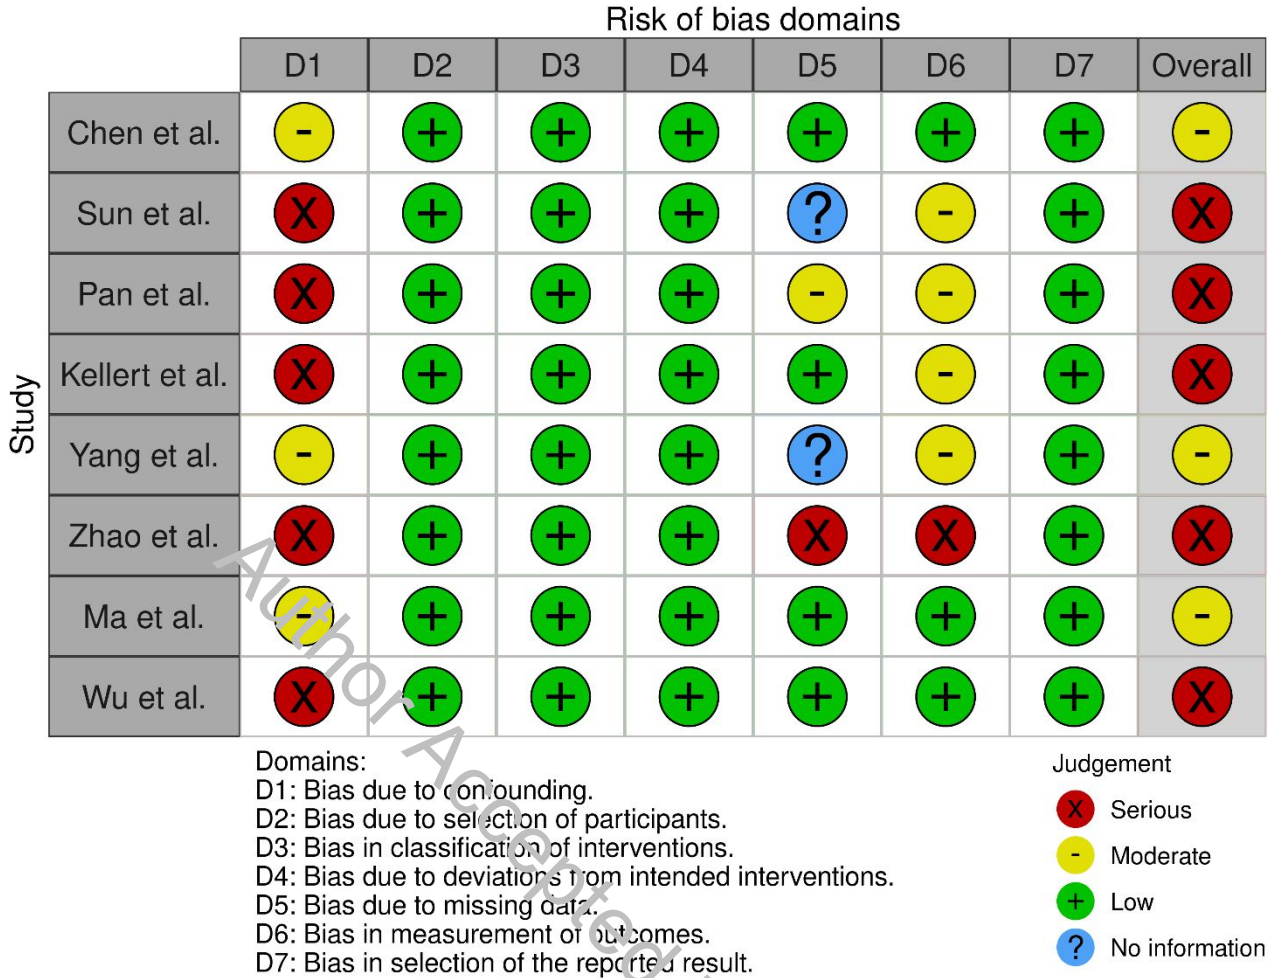 Risk of bias domains
D1 D2 D3 D4 D5 D6 D7 Overall
Study
Chen et al. - + + + + + + -
Sun et al. X + + + ? - + X
Pan et al. X + + + - - + X
Kellert et al. X + + + + - + X
Yang et al. - + + + ? - + -
Zhao et al. X + + + X X + X
Ma et al. - + + + + + + -
Wu et al. X + + + + + + X
Author Accepted
Domains:
D1: Bias due to confounding.
D2: Bias due to selection of participants.
D3: Bias in classification of interventions.
D4: Bias due to deviations from intended interventions.
D5: Bias due to missing data.
D6: Bias in measurement of outcomes.
D7: Bias in selection of the reported result.
Judgement
X Serious
- Moderate
+ Low
? No information